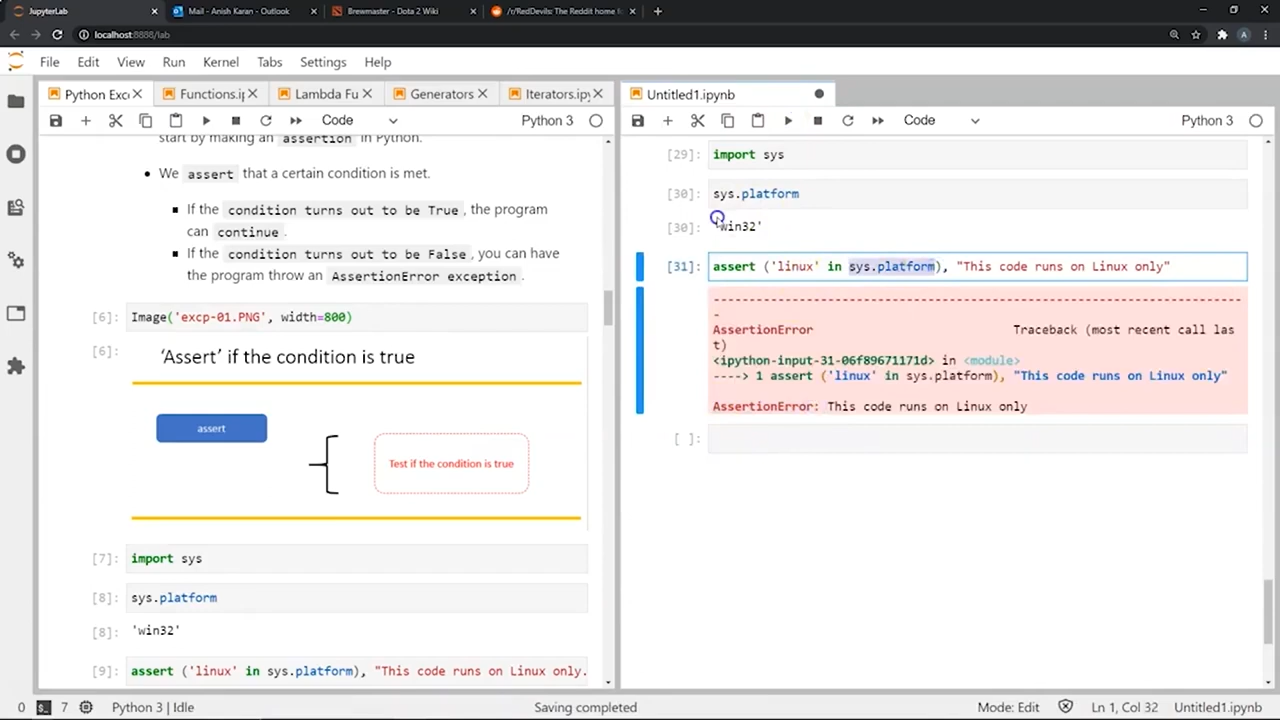 JupyterLab
Mail - Anish Karan - Outlook
Brewmaster - Dota 2 Wiki
/r/RedDevils: The Reddit home f
localhost:8888/lab
A
File Edit View Run Kernel Tabs Settings Help
Python Exc
Functions.ip
Lambda Fu
Generators
Iterators.ipy
Code
Python 3
start by making an assertion in Python.
• We assert that a certain condition is met.
▪ If the condition turns out to be True, the program
can continue.
▪ If the condition turns out to be False, you can have
the program throw an AssertionError exception.
[6]: Image('excp-01.PNG', width=800)
[6]: ‘Assert’ if the condition is true
assert
Test if the condition is true
[7]: import sys
[8]: sys.platform
[8]: 'win32'
[9]: assert ('linux' in sys.platform), "This code runs on Linux only.
Untitled1.ipynb
Code
Python 3
[29]: import sys
[30]: sys.platform
[30]: 'win32'
[31]: assert ('linux' in sys.platform), "This code runs on Linux only"
---------------------------------------------------------------------------
AssertionError Traceback (most recent call las
t)
<ipython-input-31-06f89671171d> in <module>
----> 1 assert ('linux' in sys.platform), "This code runs on Linux only"
AssertionError: This code runs on Linux only
[ ]:
0
7
Python 3 | Idle
Saving completed
Mode: Edit
Ln 1, Col 32
Untitled1.ipynb